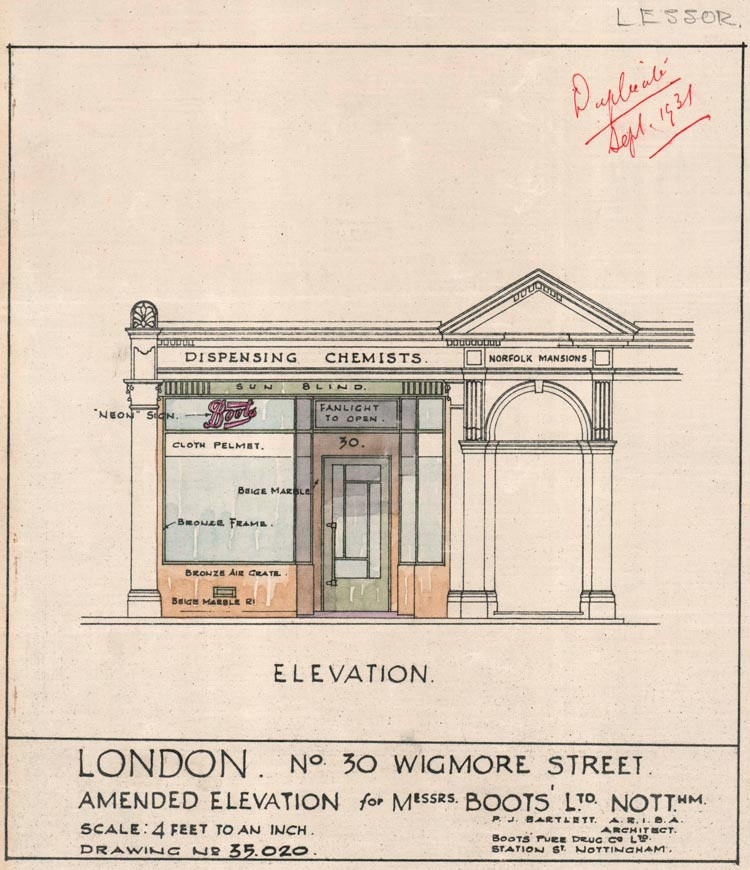 LESSOR.
Duplicate
Sept. 1931
DISPENSING CHEMISTS.
NORFOLK MANSIONS.
SUN BLIND.
"NEON" SIGN.
Boots
FANLIGHT
TO OPEN.
CLOTH PELMET.
30.
BEIGE MARBLE
BRONZE FRAME.
BRONZE AIR GRATE.
BEIGE MARBLE
ELEVATION.
LONDON. No. 30 WIGMORE STREET.
AMENDED ELEVATION for MESSRS. BOOTS' LTD. NOTTHM.
SCALE: 4 FEET TO AN INCH.
DRAWING No 35.020.
P. J. BARTLETT. A.R.I.B.A.
ARCHITECT.
BOOTS' PURE DRUG CO LTD.
STATION ST. NOTTINGHAM.